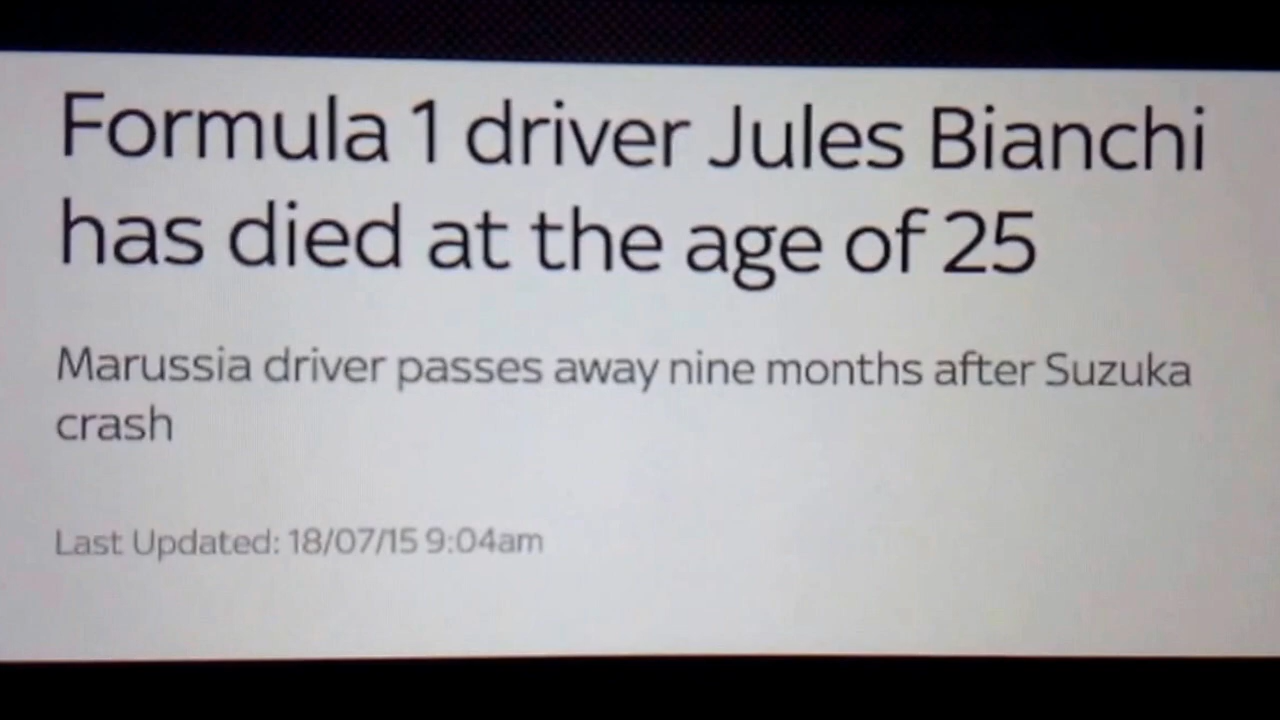 Formula 1 driver Jules Bianchi
has died at the age of 25
Marussia driver passes away nine months after Suzuka
crash
Last Updated: 18/07/15 9:04am